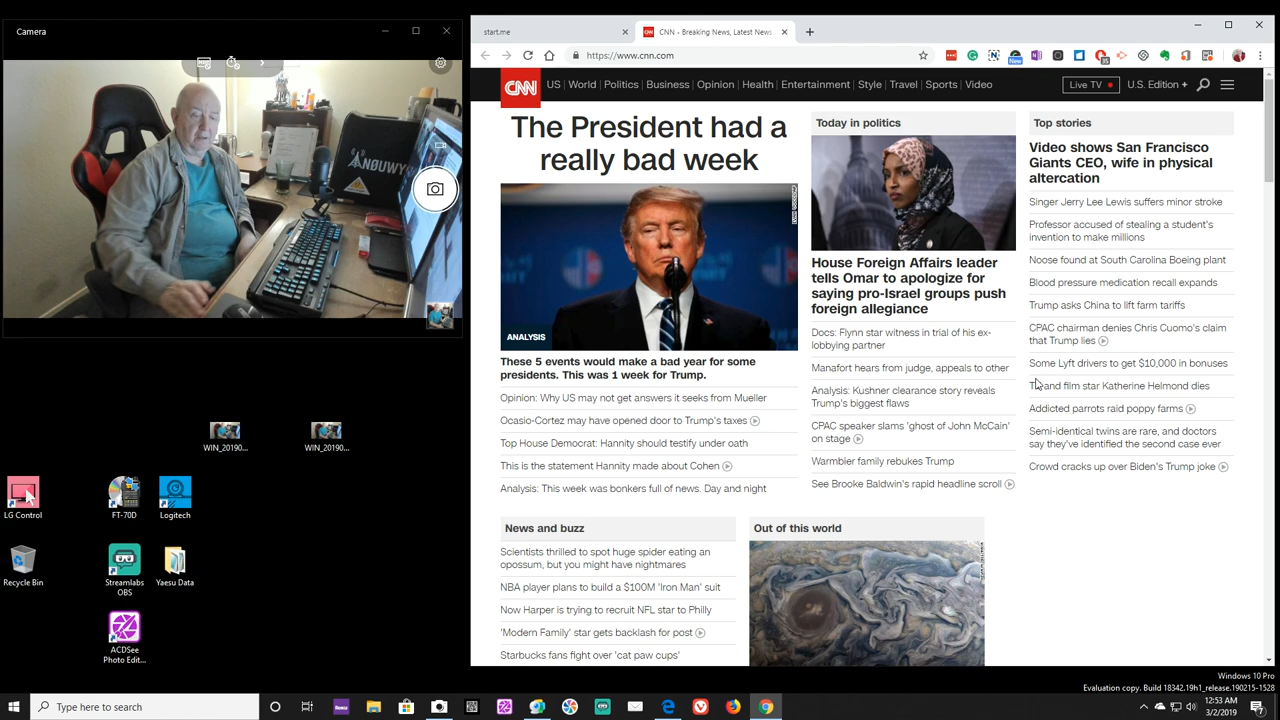 Camera
ANØUWY
WIN_20190...
WIN_20190...
LG Control
FT-70D
Logitech
Recycle Bin
Streamlabs
OBS
Yaesu Data
ACDSee
Photo Edit...
start.me
CNN - Breaking News, Latest News
https://www.cnn.com
New
CNN
US
World
Politics
Business
Opinion
Health
Entertainment
Style
Travel
Sports
Video
Live TV
U.S. Edition +
The President had a
really bad week
ANALYSIS
These 5 events would make a bad year for some
presidents. This was 1 week for Trump.
Opinion: Why US may not get answers it seeks from Mueller
Ocasio-Cortez may have opened door to Trump's taxes
Top House Democrat: Hannity should testify under oath
This is the statement Hannity made about Cohen
Analysis: This week was bonkers full of news. Day and night
Today in politics
House Foreign Affairs leader
tells Omar to apologize for
saying pro-Israel groups push
foreign allegiance
Docs: Flynn star witness in trial of his ex-
lobbying partner
Manafort hears from judge, appeals to other
Analysis: Kushner clearance story reveals
Trump's biggest flaws
CPAC speaker slams 'ghost of John McCain'
on stage
Warmbier family rebukes Trump
See Brooke Baldwin's rapid headline scroll
Top stories
Video shows San Francisco
Giants CEO, wife in physical
altercation
Singer Jerry Lee Lewis suffers minor stroke
Professor accused of stealing a student's
invention to make millions
Noose found at South Carolina Boeing plant
Blood pressure medication recall expands
Trump asks China to lift farm tariffs
CPAC chairman denies Chris Cuomo's claim
that Trump lies
Some Lyft drivers to get $10,000 in bonuses
TV and film star Katherine Helmond dies
Addicted parrots raid poppy farms
Semi-identical twins are rare, and doctors
say they've identified the second case ever
Crowd cracks up over Biden's Trump joke
News and buzz
Scientists thrilled to spot huge spider eating an
opossum, but you might have nightmares
NBA player plans to build a $100M 'Iron Man' suit
Now Harper is trying to recruit NFL star to Philly
'Modern Family' star gets backlash for post
Starbucks fans fight over 'cat paw cups'
Out of this world
Windows 10 Pro
Evaluation copy. Build 18342.19h1_release.190215-1528
Type here to search
Roku
12:53 AM
3/2/2019